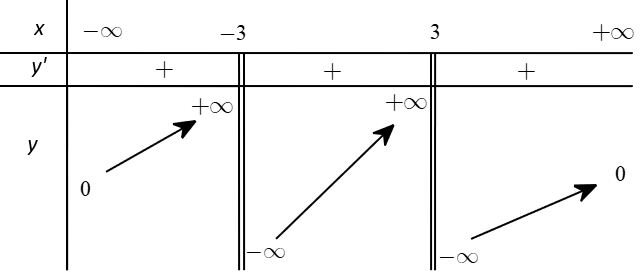 x −∞ −3 3 +∞
y' + + +
+∞ +∞
y
0 0
−∞ −∞